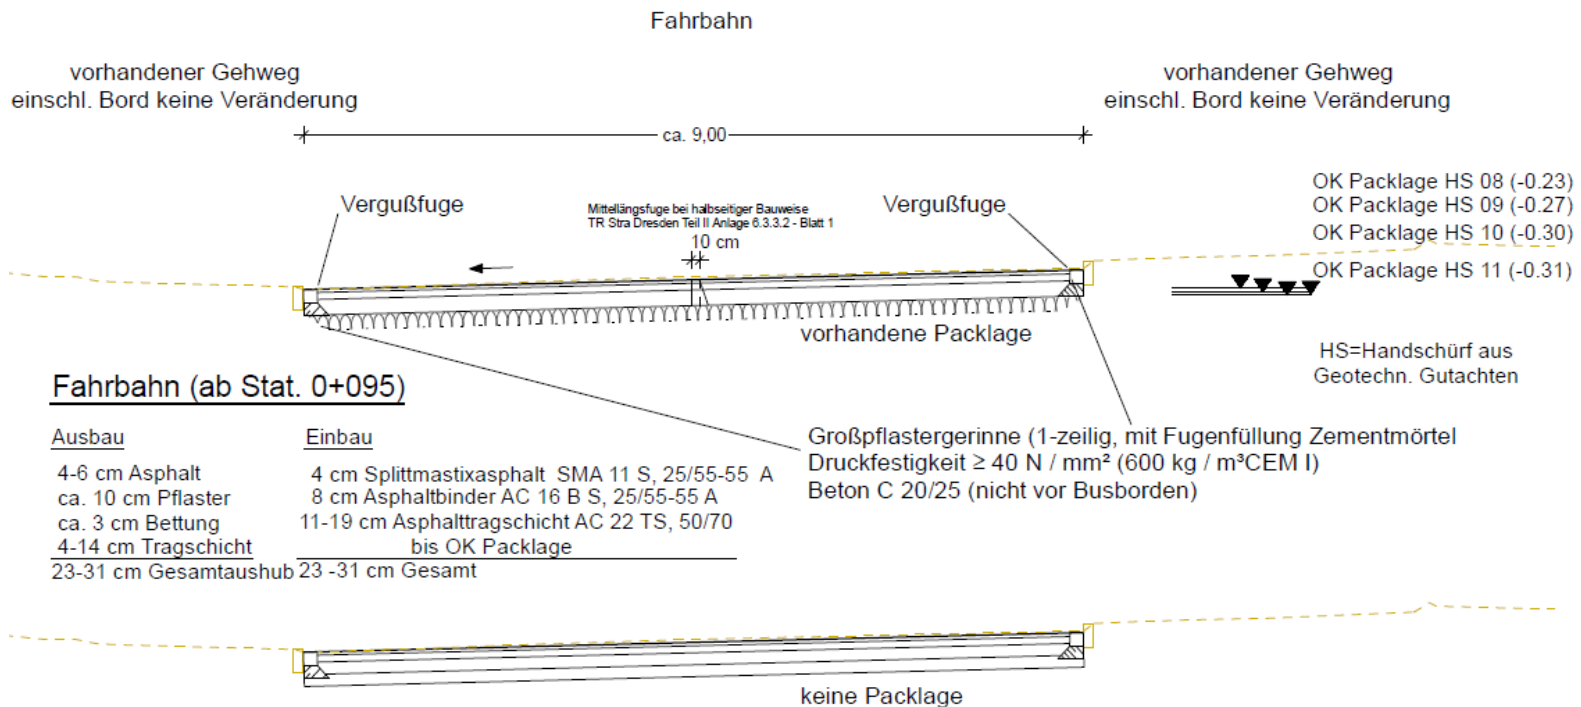 Fahrbahn
vorhandener Gehweg
einschl. Bord keine Veränderung
vorhandener Gehweg
einschl. Bord keine Veränderung
ca. 9,00
Vergußfuge
Mittellängsfuge bei halbseitiger Bauweise
TR Stra Dresden Teil II Anlage 6.3.3.2 - Blatt 1
10 cm
Vergußfuge
OK Packlage HS 08 (-0.23)
OK Packlage HS 09 (-0.27)
OK Packlage HS 10 (-0.30)
OK Packlage HS 11 (-0.31)
vorhandene Packlage
HS=Handschürf aus
Geotechn. Gutachten
Fahrbahn (ab Stat. 0+095)
Ausbau
4-6 cm Asphalt
ca. 10 cm Pflaster
ca. 3 cm Bettung
4-14 cm Tragschicht
23-31 cm Gesamtaushub
Einbau
4 cm Splittmastixasphalt SMA 11 S, 25/55-55 A
8 cm Asphaltbinder AC 16 B S, 25/55-55 A
11-19 cm Asphalttragschicht AC 22 TS, 50/70
bis OK Packlage
23 -31 cm Gesamt
Großpflastergerinne (1-zeilig, mit Fugenfüllung Zementmörtel
Druckfestigkeit ≥ 40 N / mm² (600 kg / m³CEM I)
Beton C 20/25 (nicht vor Busborden)
keine Packlage